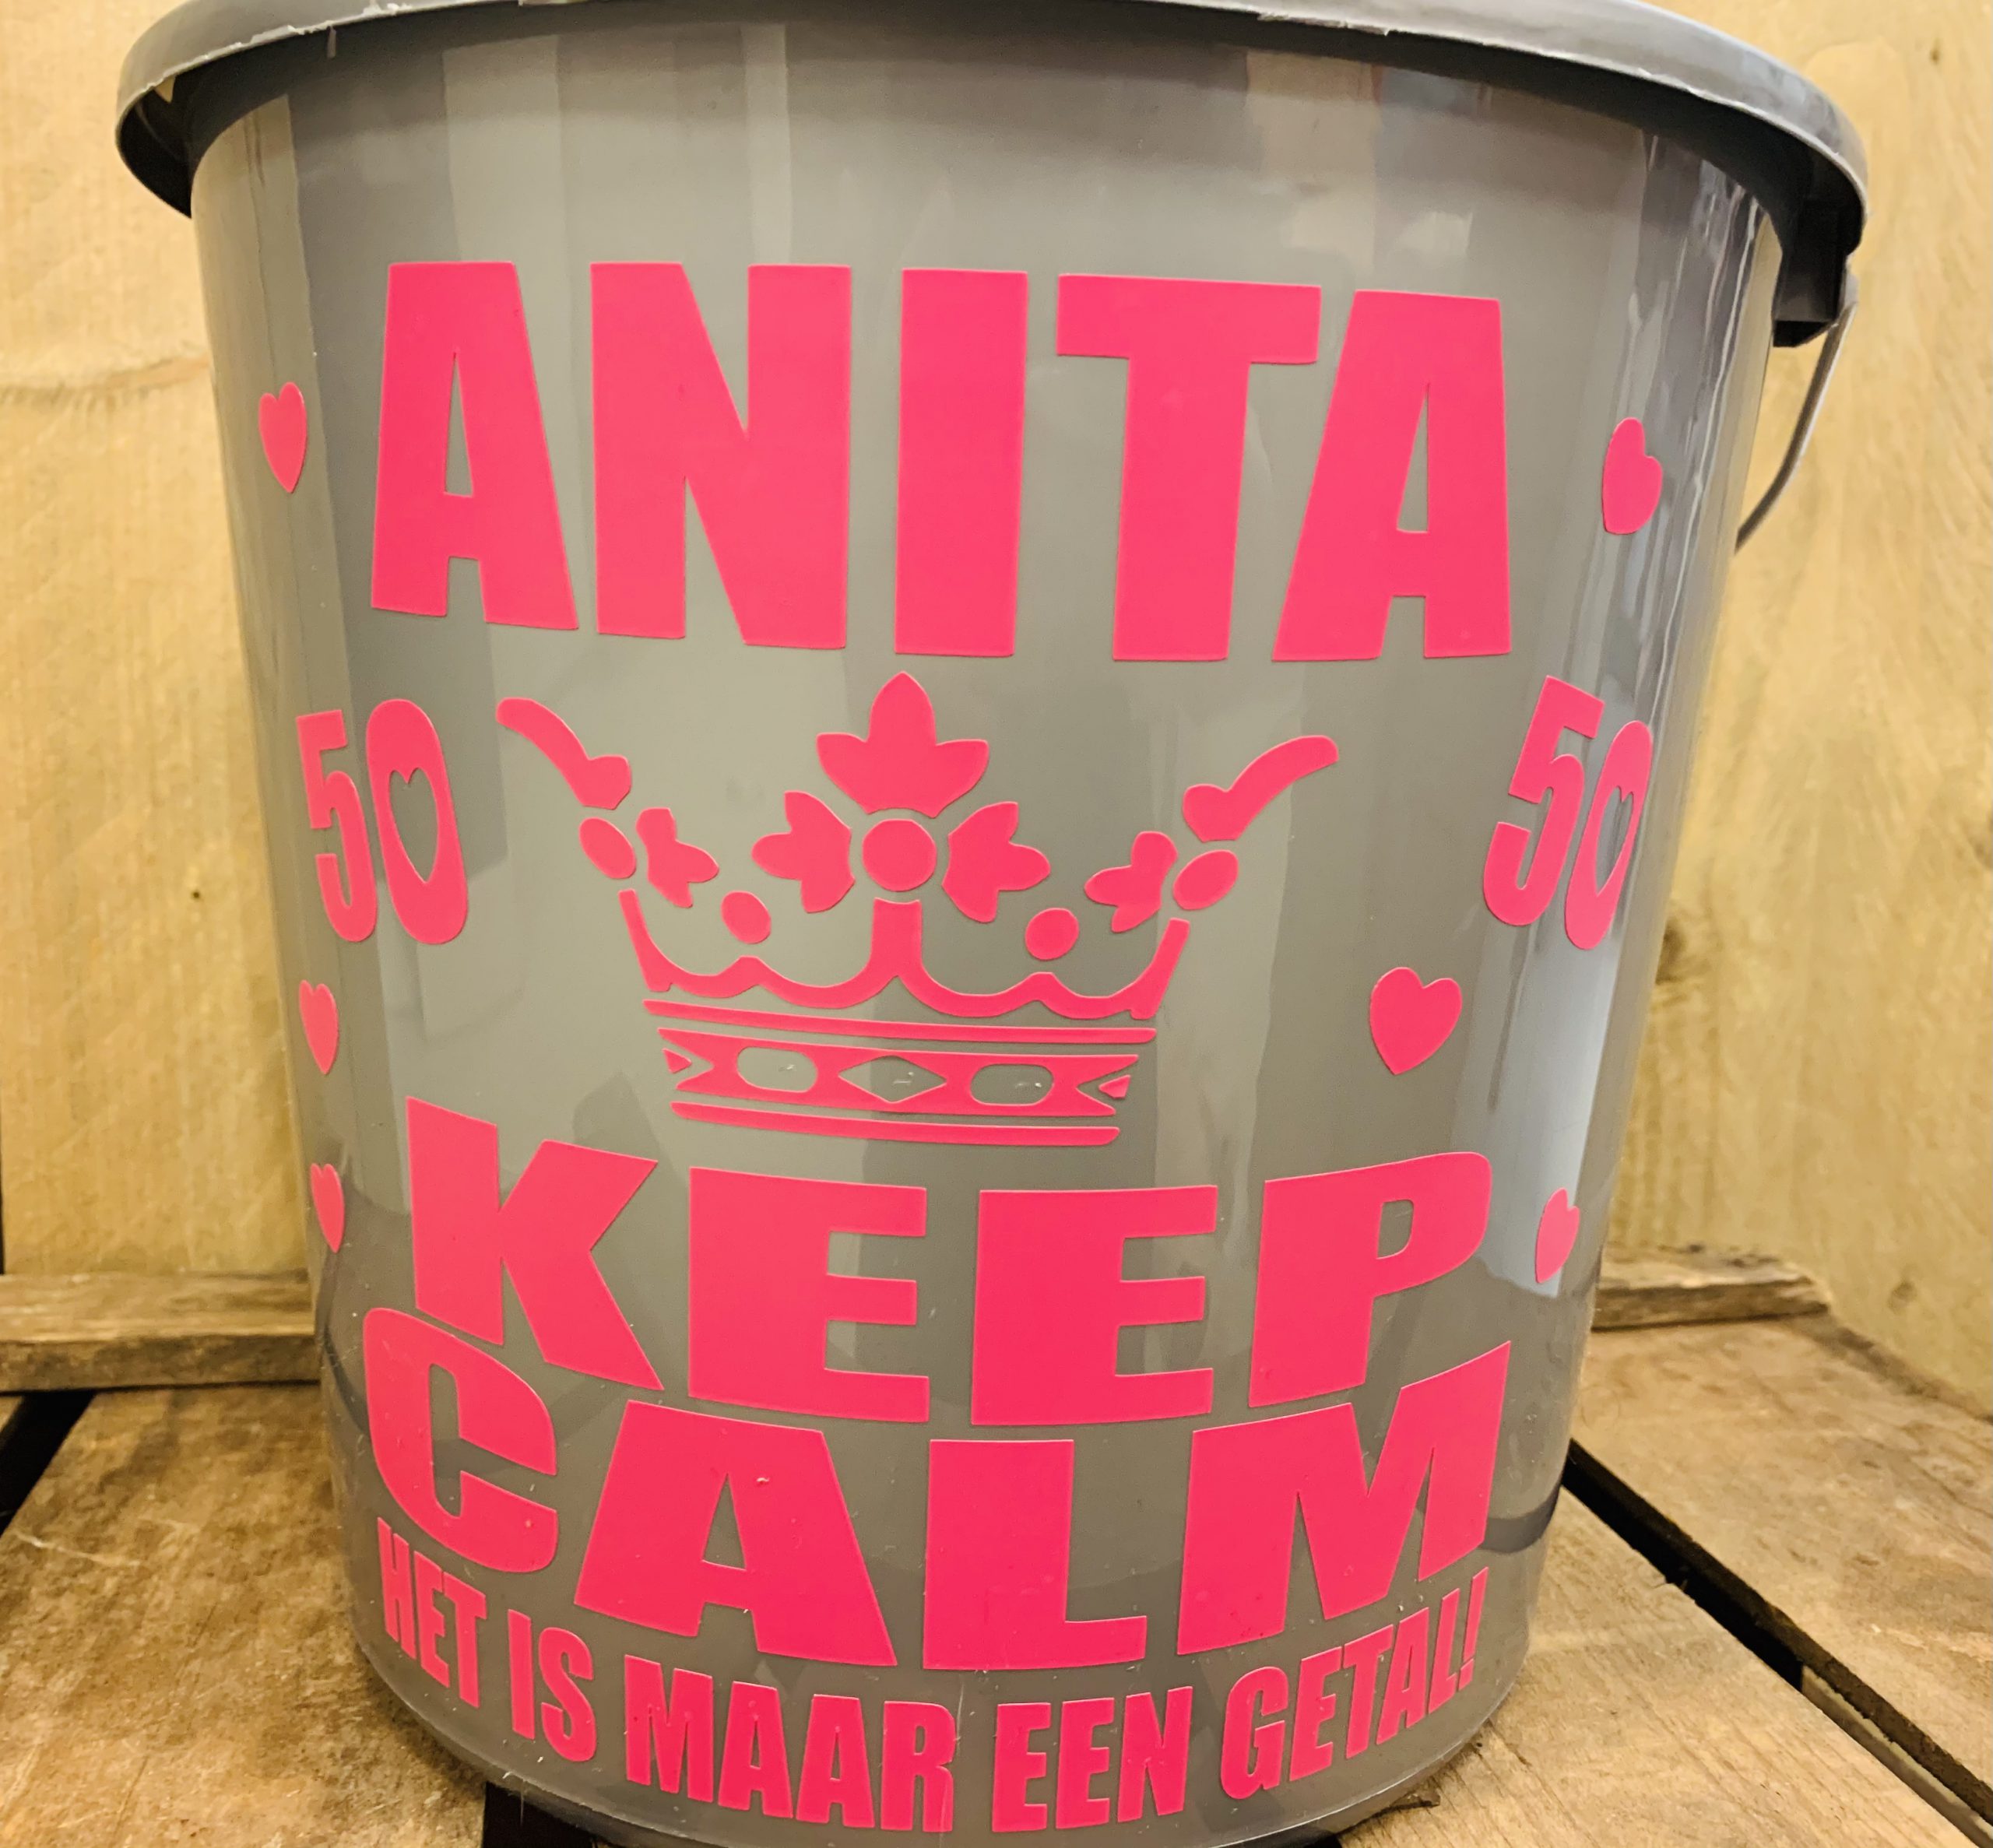 ANITA
50 50
KEEP
CALM
HET IS MAAR EEN GETAL!